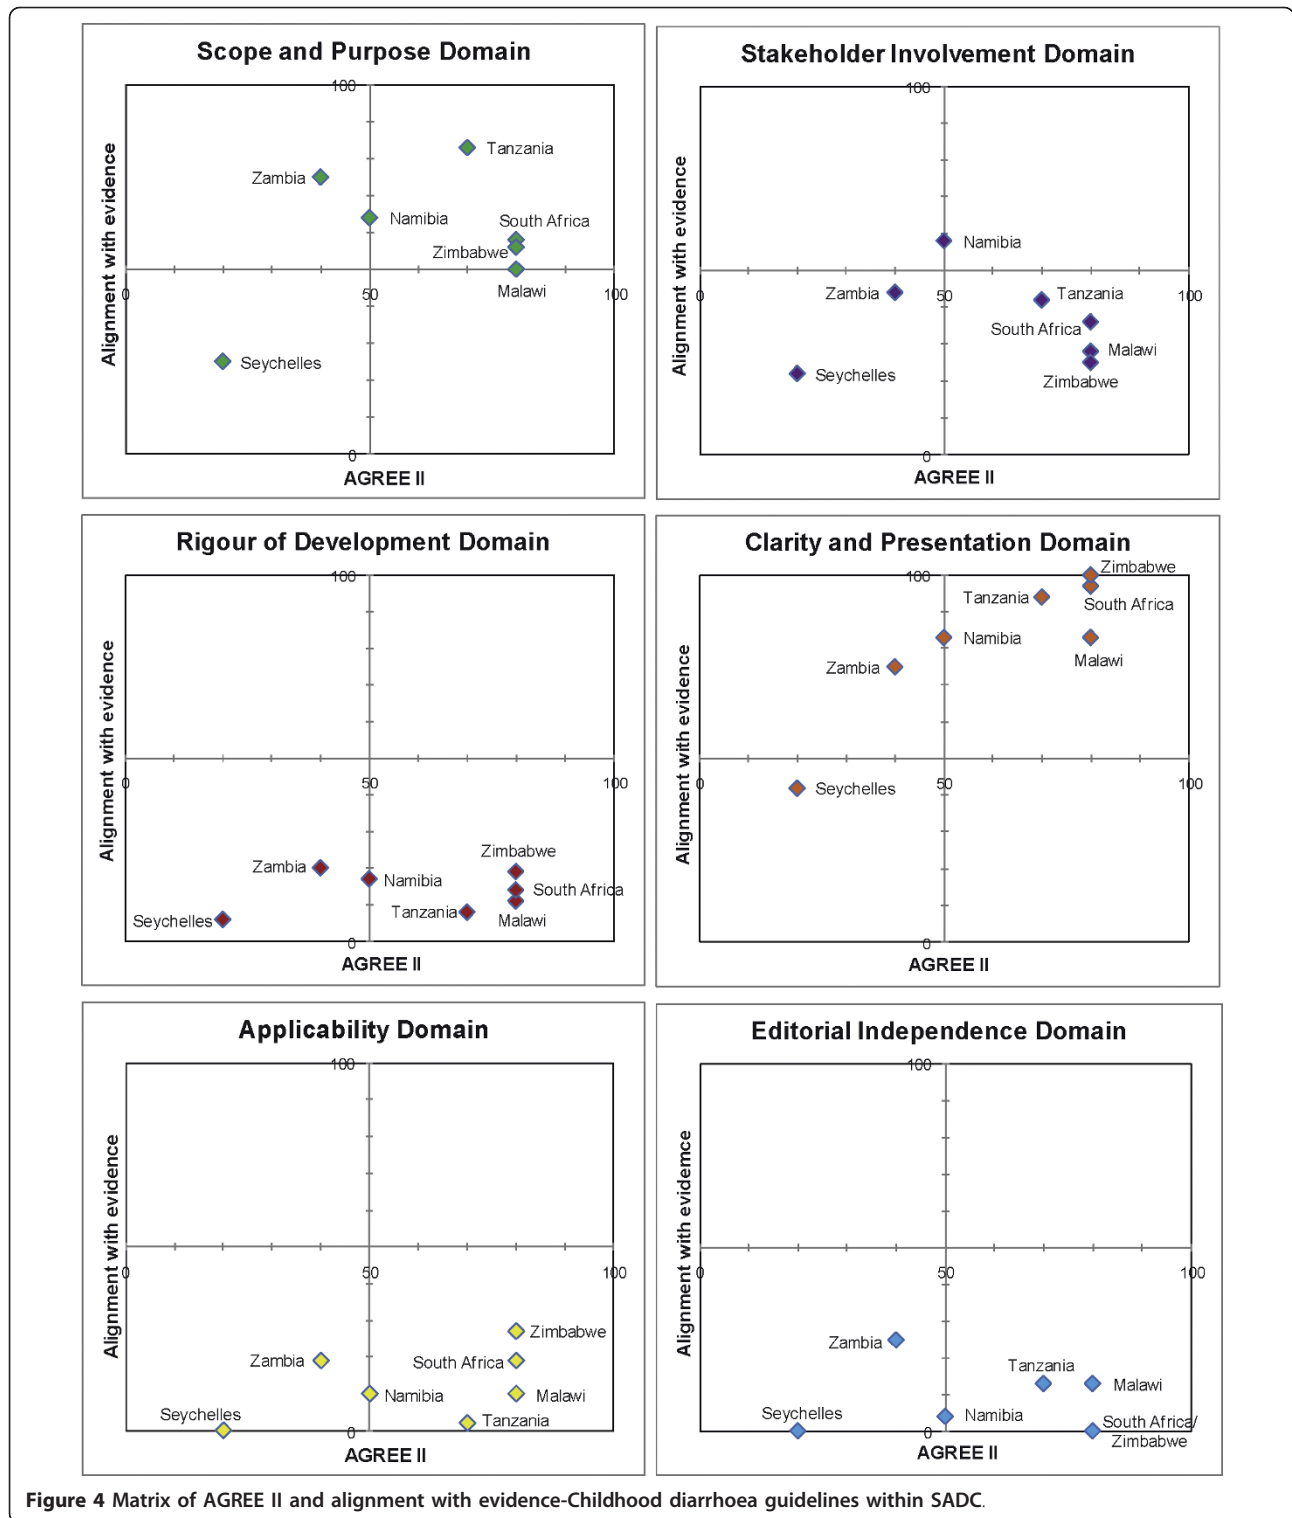 Scope and Purpose Domain
100
Alignment with evidence
Tanzania
Zambia
Namibia
South Africa
Zimbabwe
0
50
100
Malawi
Seychelles
0
AGREE II
Stakeholder Involvement Domain
100
Alignment with evidence
Namibia
Zambia
0
50
Tanzania
100
South Africa
Malawi
Seychelles
Zimbabwe
0
AGREE II
Rigour of Development Domain
100
Alignment with evidence
0
50
100
Zimbabwe
Zambia
Namibia
South Africa
Seychelles
Tanzania
Malawi
0
AGREE II
Clarity and Presentation Domain
Zimbabwe
100
Tanzania
South Africa
Namibia
Malawi
Zambia
Alignment with evidence
0
50
100
Seychelles
0
AGREE II
Applicability Domain
100
Alignment with evidence
0
50
100
Zimbabwe
Zambia
South Africa
Namibia
Malawi
Seychelles
Tanzania
0
AGREE II
Editorial Independence Domain
100
Alignment with evidemce
0
50
100
Zambia
Tanzania
Malawi
Seychelles
Namibia
South Africa/
Zimbabwe
0
AGREE II
Figure 4 Matrix of AGREE II and alignment with evidence-Childhood diarrhoea guidelines within SADC.